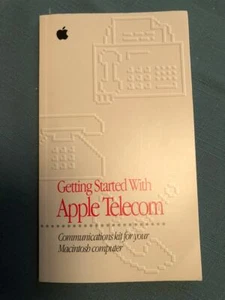 Getting Started With
Apple Telecom
Communications kit for your
Macintosh computer